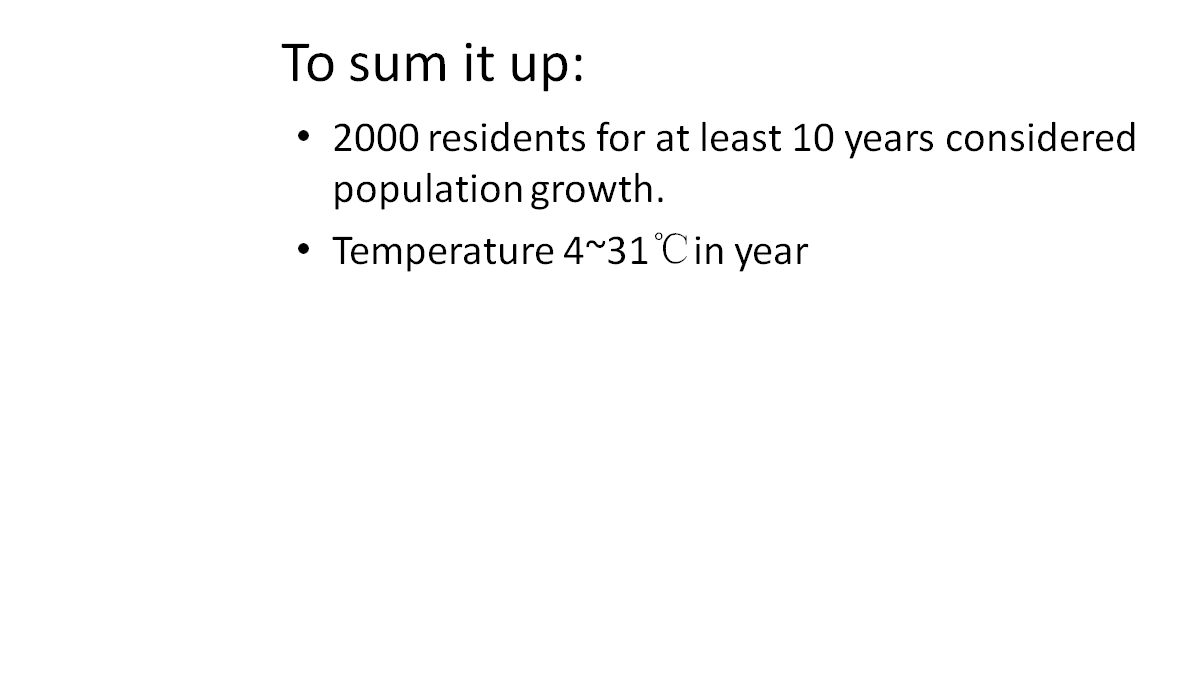 To sum it up:
• 2000 residents for at least 10 years considered
population growth.
• Temperature 4~31℃in year